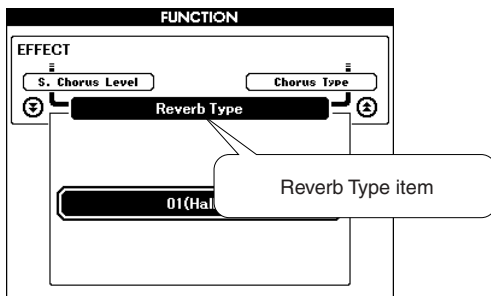 FUNCTION
EFFECT
S. Chorus Level
Chorus Type
Reverb Type
Reverb Type item
01(Hal